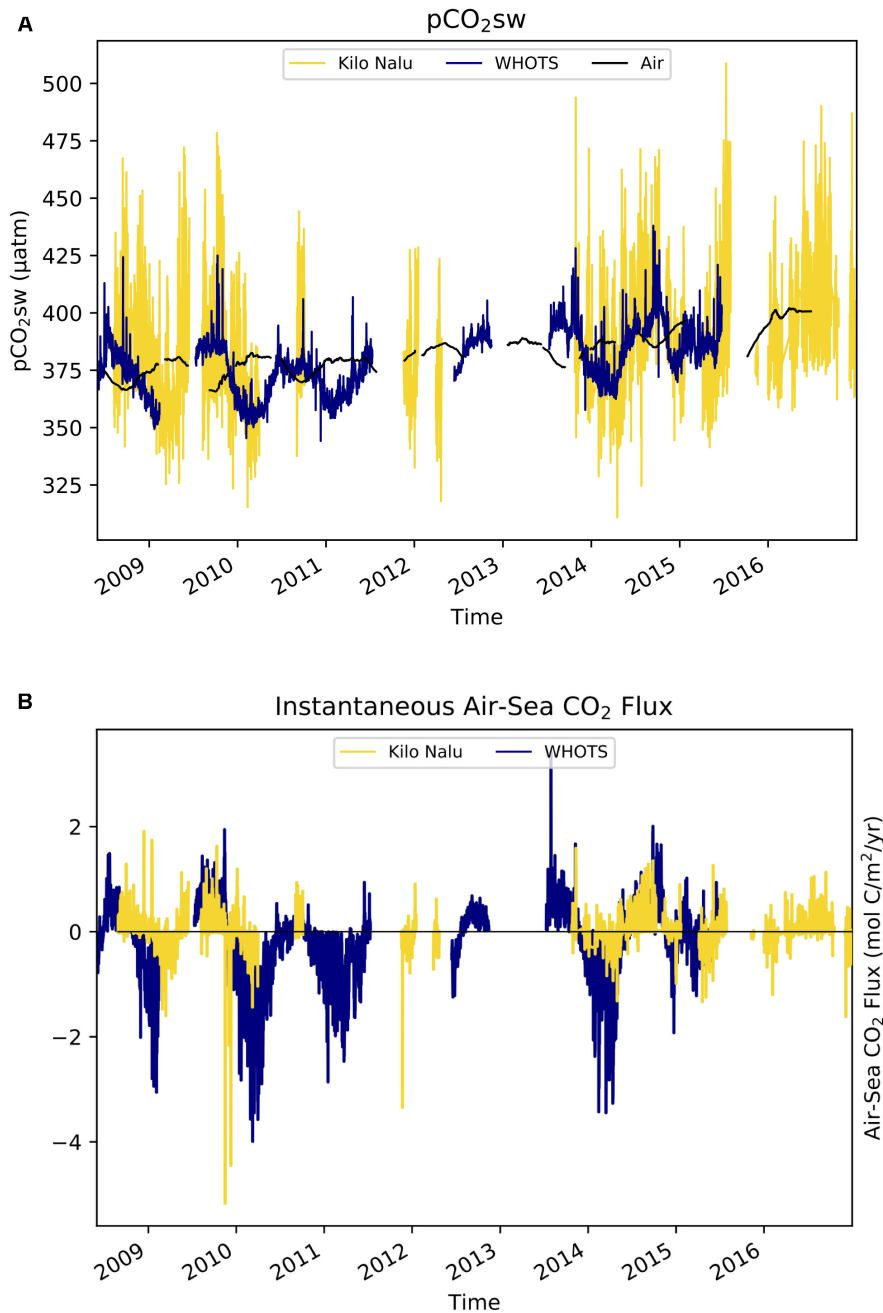 A
pCO₂sw
Kilo Nalu WHOTS Air
500
475
450
425
400
375
350
325
pCO₂sw (µatm)
2009 2010 2011 2012 2013 2014 2015 2016
Time
B
Instantaneous Air-Sea CO₂ Flux
Kilo Nalu WHOTS
2
0
−2
−4
Air-Sea CO₂ Flux (mol C/m²/yr)
2009 2010 2011 2012 2013 2014 2015 2016
Time